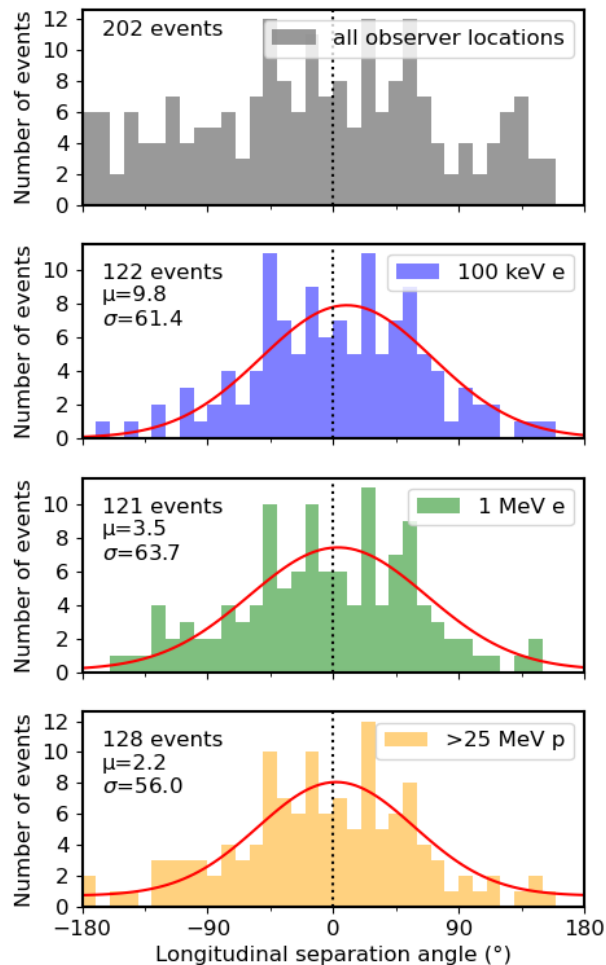 12
10
8
6
4
2
0
Number of events
202 events
all observer locations
10
8
6
4
2
0
Number of events
122 events
μ=9.8
σ=61.4
100 keV e
10
8
6
4
2
0
Number of events
121 events
μ=3.5
σ=63.7
1 MeV e
12
10
8
6
4
2
0
Number of events
128 events
μ=2.2
σ=56.0
>25 MeV p
−180 −90 0 90 180
Longitudinal separation angle (°)